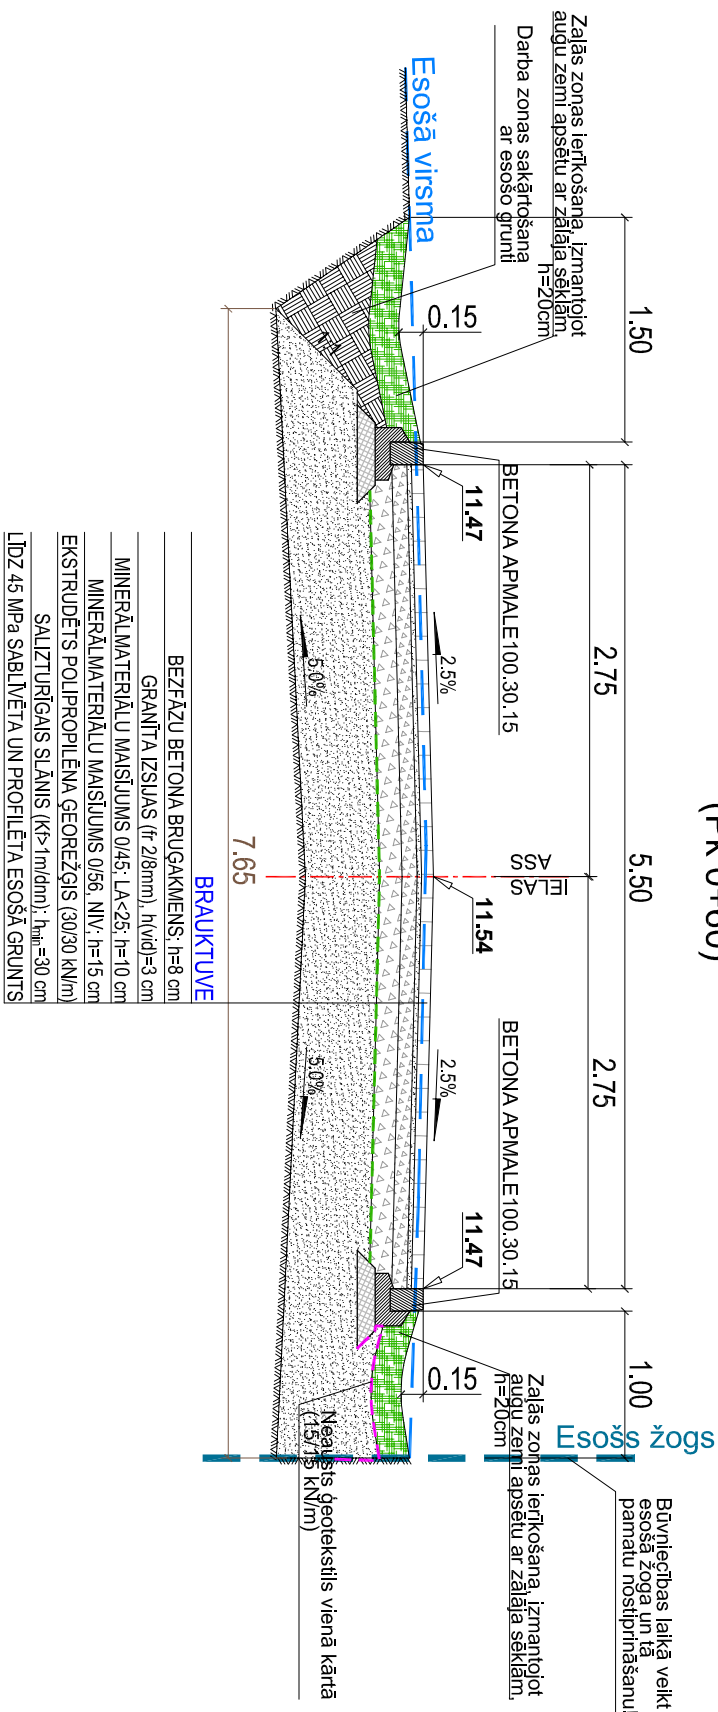 (PK 0+60)
Zaļās zonas ierīkošana, izmantojot
augu zemi apsētu ar zālāja sēklām,
h=20cm
Darba zonas sakārtošana
ar esošo grunti
Esošā virsma
1.50
0.15
1:1
BETONA APMALE100.30.15
11.47
2.75
5.50
2.75
2.5%
5.0%
IELAS
ASS
11.54
7.65
BETONA APMALE100.30.15
2.5%
5.0%
11.47
0.15
1.00
Esošs žogs
Zaļās zonas ierīkošana, izmantojot
augu zemi apsētu ar zālāja sēklām,
h=20cm
Būvniecības laikā veikt
esošā žoga un tā
pamatu nostiprināšanu!
Neausts ģeotekstils vienā kārtā
(15/15 kN/m)
BRAUKTUVE
BEZFĀZU BETONA BRUĢAKMENS; h=8 cm
GRANĪTA IZSIJAS (fr 2/8mm), h(vid)=3 cm
MINERĀLMATERIĀLU MAISĪJUMS 0/45; LA<25; h=10 cm
MINERĀLMATERIĀLU MAISĪJUMS 0/56, NIV; h=15 cm
EKSTRUDĒTS POLIPROPILĒNA ĢEOREŽĢIS (30/30 kN/m)
SALIZTURĪGAIS SLĀNIS (Kf>1m/dnn); hmin=30 cm
LĪDZ 45 MPa SABLĪVĒTA UN PROFILĒTA ESOŠĀ GRUNTS